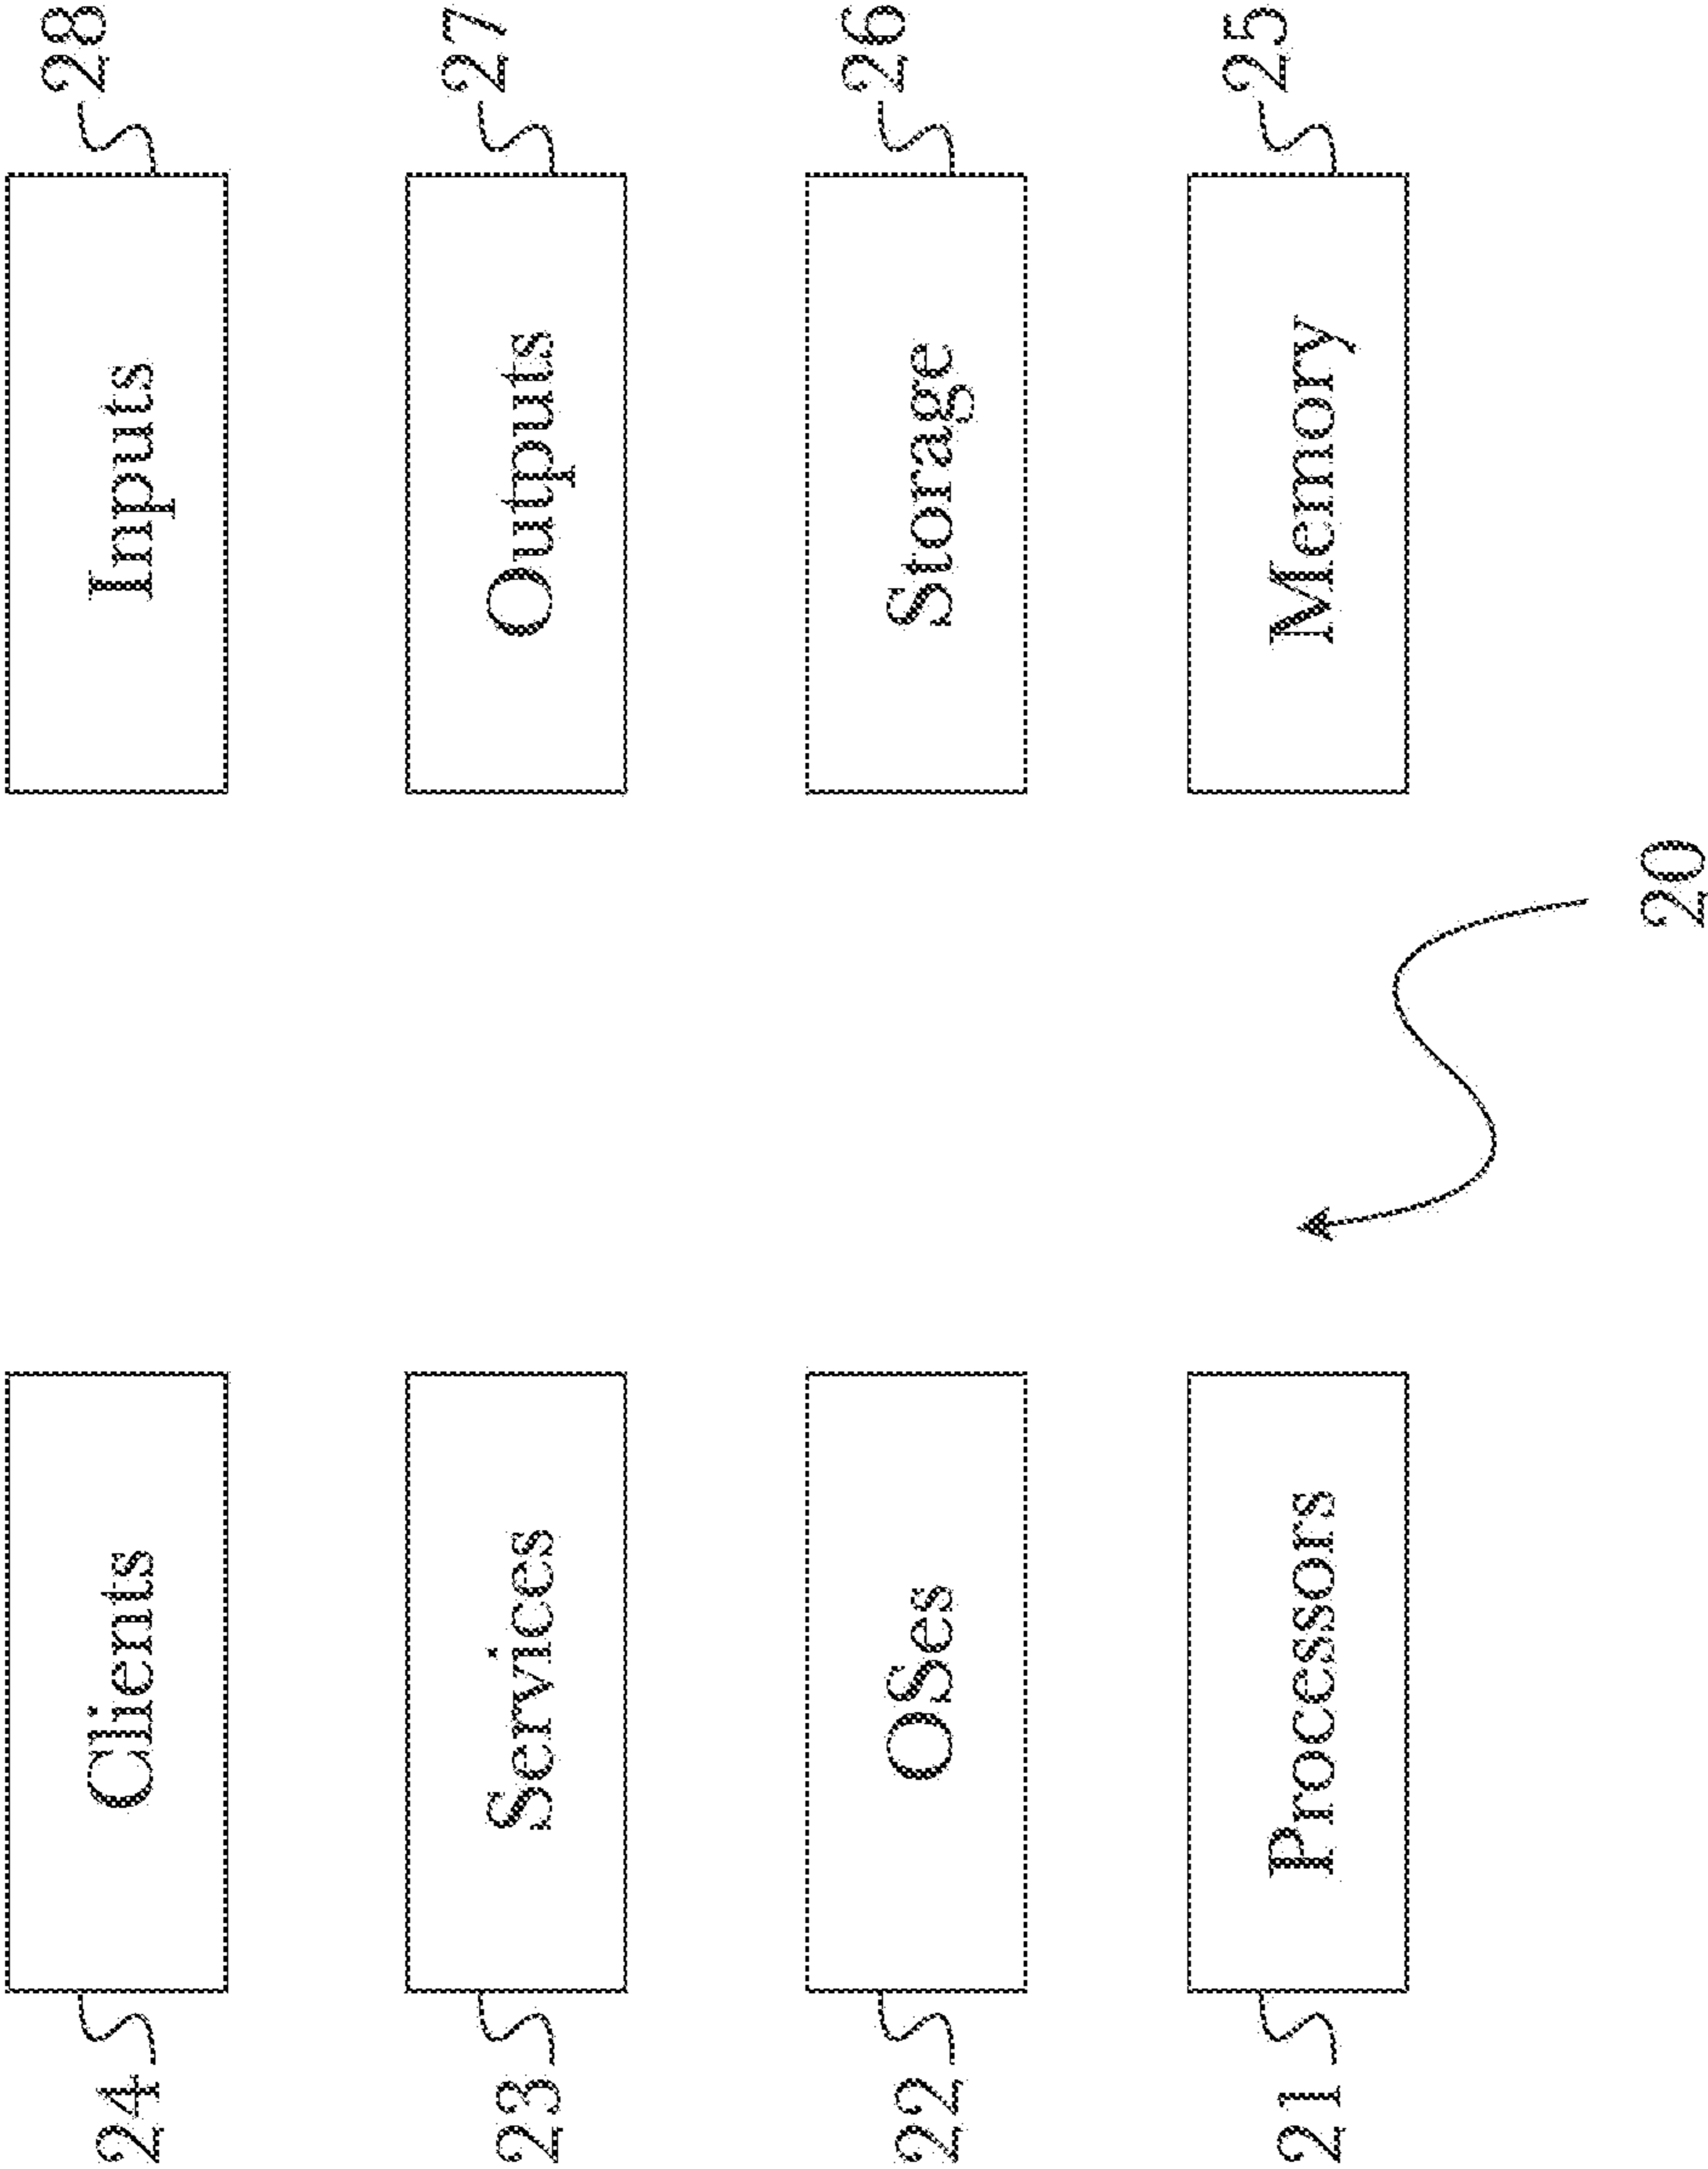 24
Clients
Inputs
28
23
Services
Outputs
27
22
OSes
Storage
26
21
Processors
Memory
25
20